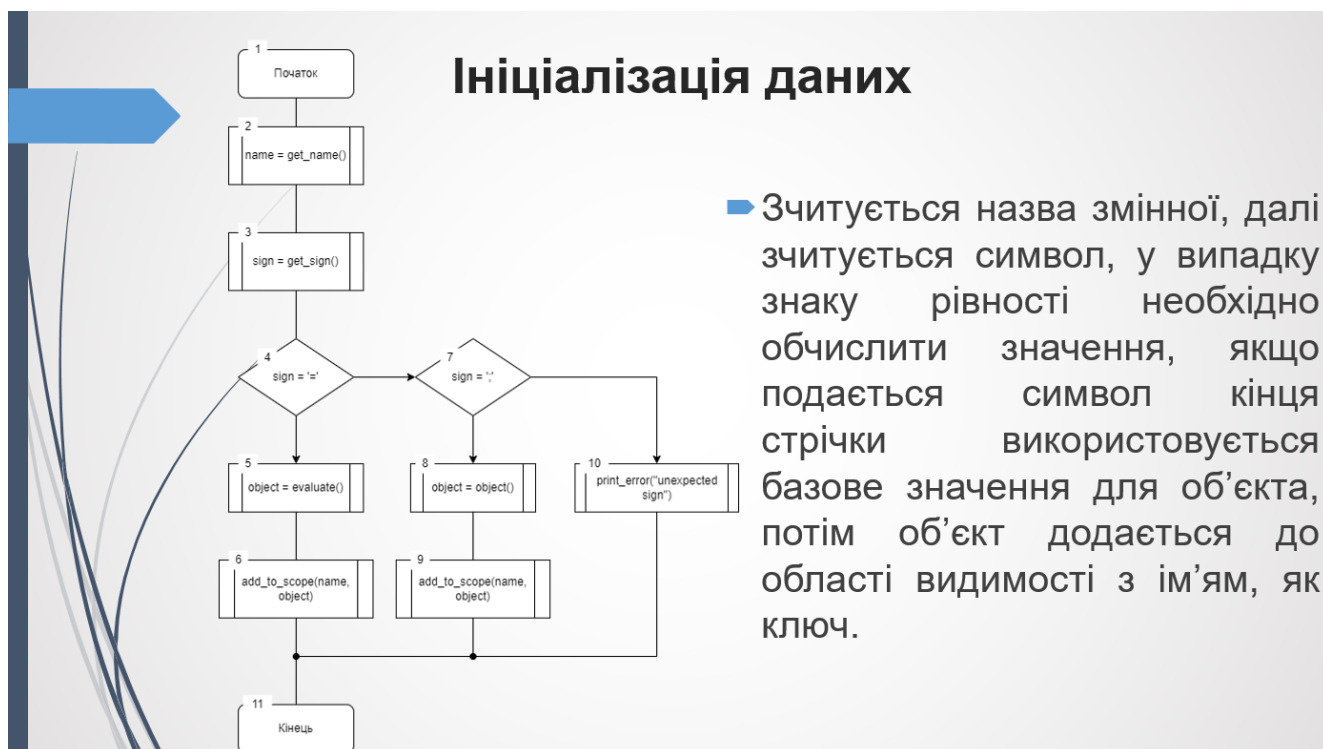 Ініціалізація даних
1
Початок
2
name = get_name()
3
sign = get_sign()
4
sign = '='
7
sign = ';'
5
object = evaluate()
8
object = object()
10
print_error("unexpected
sign")
6
add_to_scope(name,
object)
9
add_to_scope(name,
object)
11
Кінець
Зчитується назва змінної, далі
зчитується символ, у випадку
знаку рівності необхідно
обчислити значення, якщо
подається символ кінця
стрічки використовується
базове значення для об’єкта,
потім об’єкт додається до
області видимості з ім’ям, як
ключ.